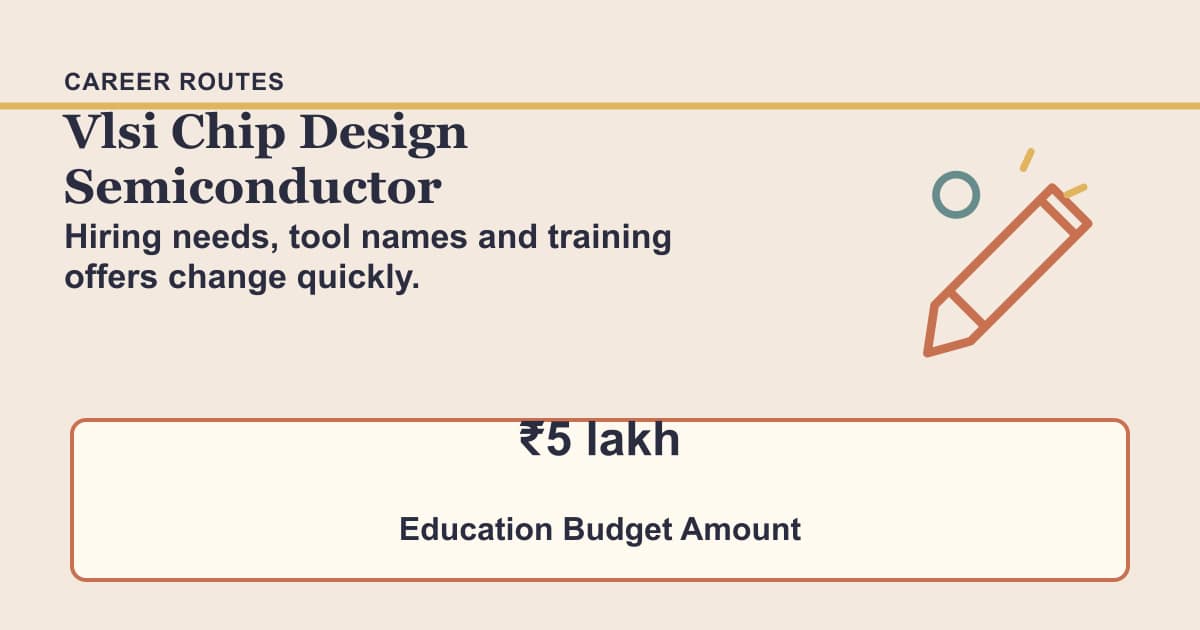 CAREER ROUTES
Vlsi Chip Design
Semiconductor
Hiring needs, tool names and training
offers change quickly.
₹5 lakh
Education Budget Amount